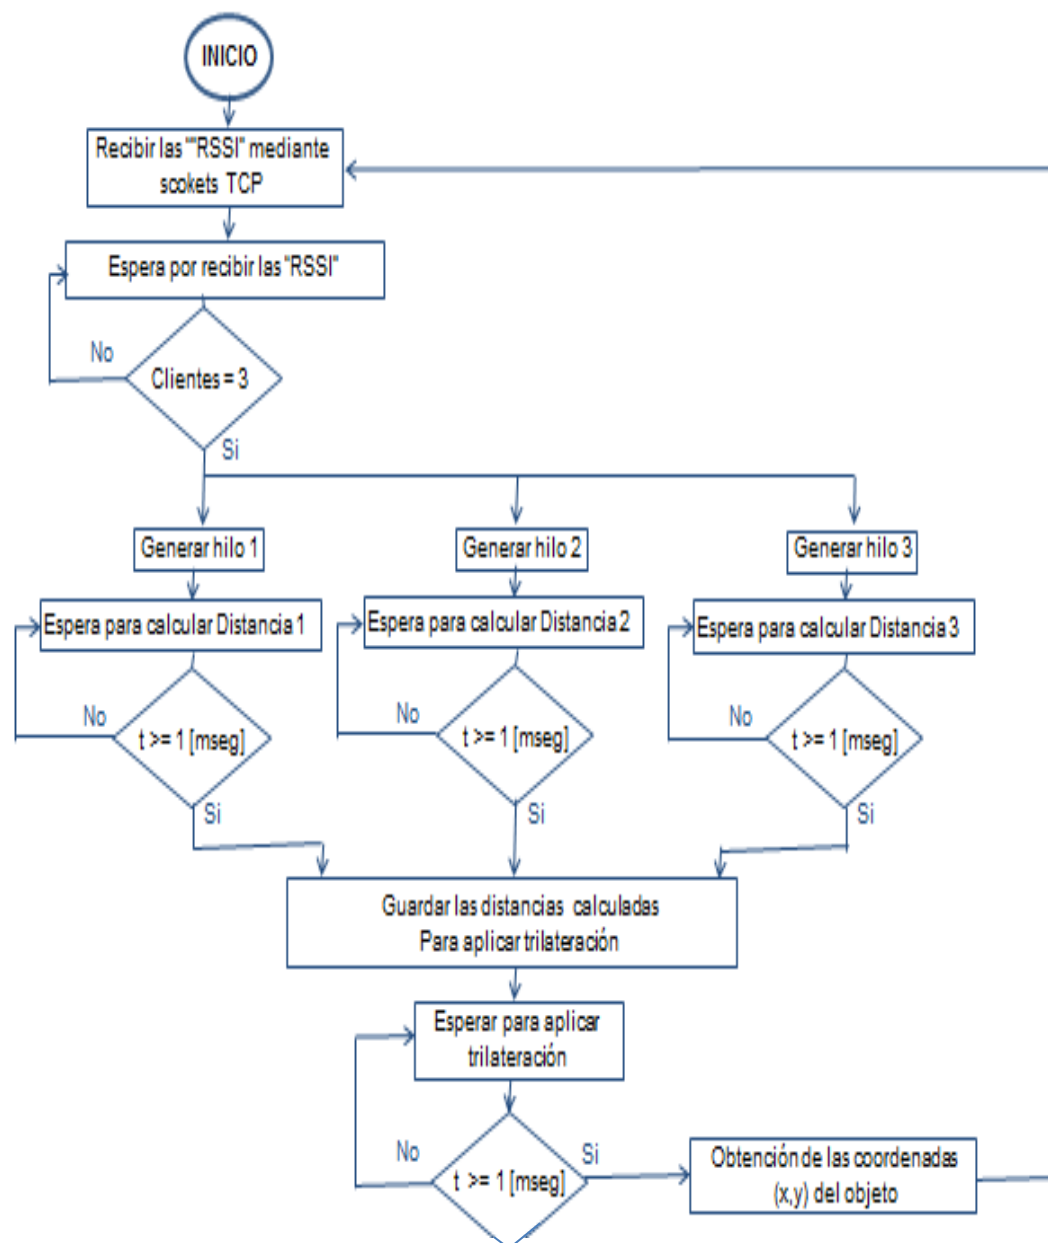 INICIO
Recibir las ""RSSI" mediante
scokets TCP
Espera por recibir las "RSSI"
No
Clientes = 3
Si
Generar hilo 1
Generar hilo 2
Generar hilo 3
Espera para calcular Distancia 1
Espera para calcular Distancia 2
Espera para calcular Distancia 3
No
t >= 1 [mseg]
No
t >= 1 [mseg]
No
t >= 1 [mseg]
Si
Si
Si
Guardar las distancias calculadas
Para aplicar trilateración
Esperar para aplicar
trilateración
No
t >= 1 [mseg]
Si
Obtención de las coordenadas
(x,y) del objeto